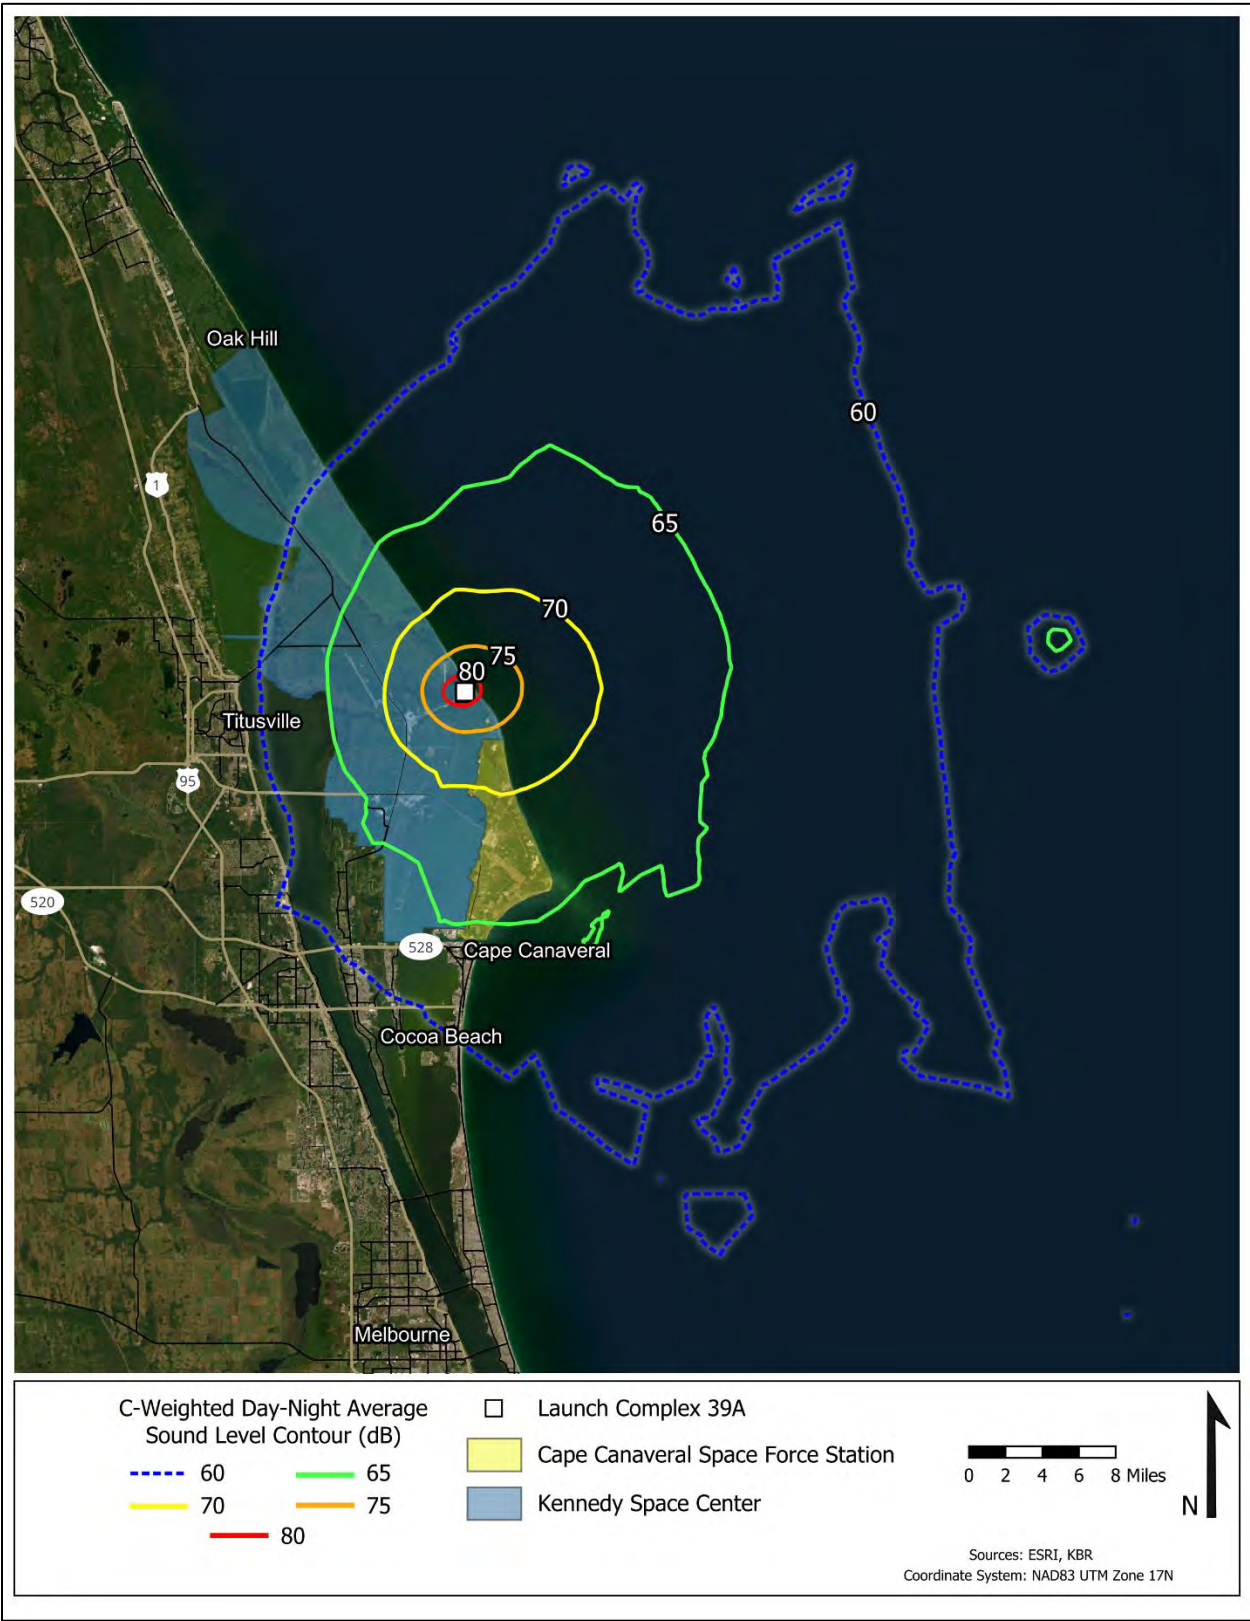 Oak Hill
60
1
65
70
75
80
Titusville
95
520
528
Cape Canaveral
Cocoa Beach
Melbourne
C-Weighted Day-Night Average
Sound Level Contour (dB)
60
65
70
75
80
Launch Complex 39A
Cape Canaveral Space Force Station
Kennedy Space Center
0 2 4 6 8 Miles
N
Sources: ESRI, KBR
Coordinate System: NAD83 UTM Zone 17N